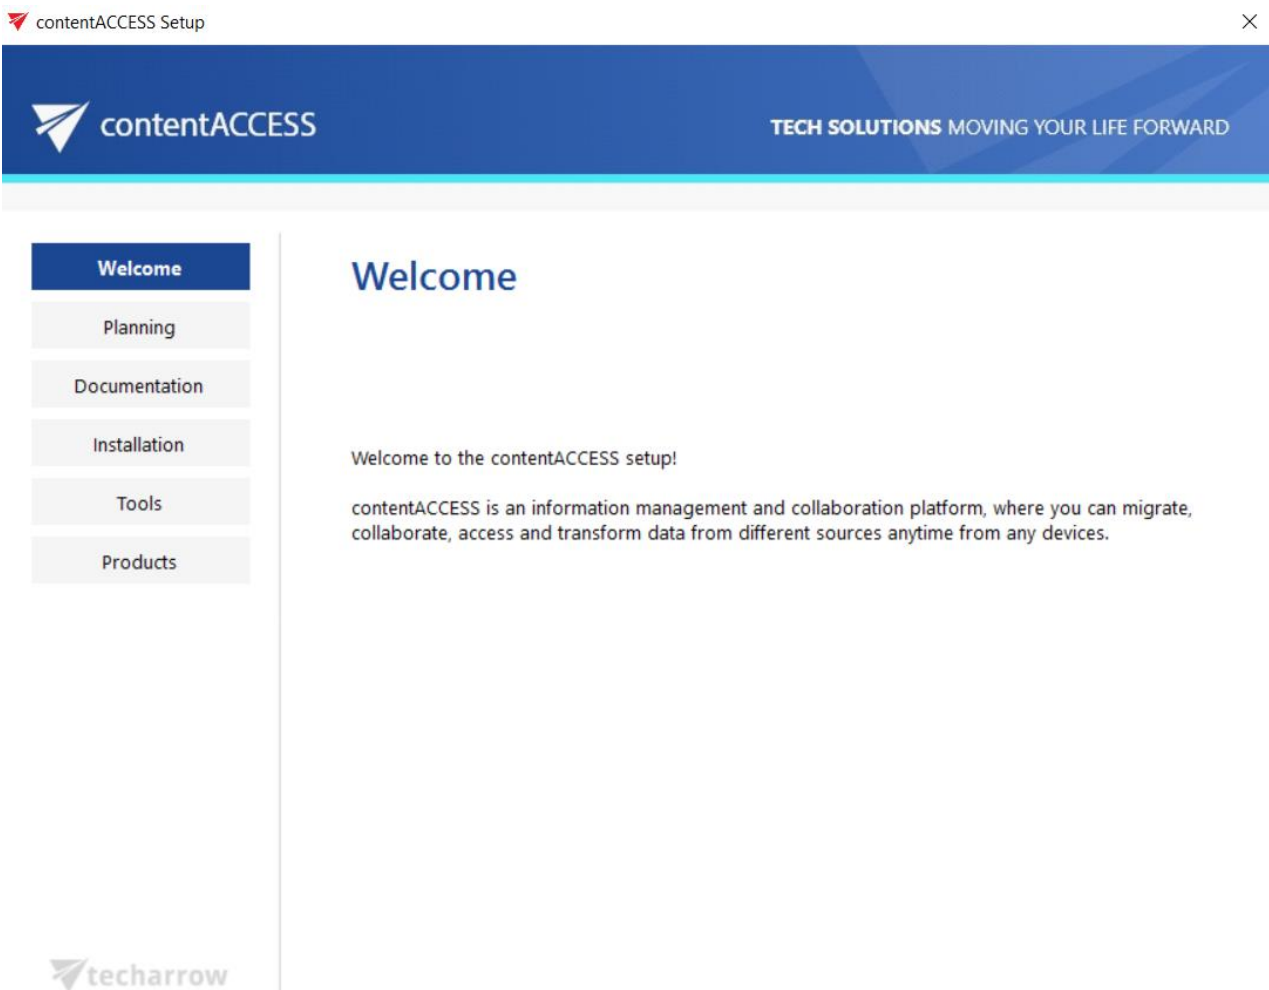 contentACCESS Setup
contentACCESS
TECH SOLUTIONS MOVING YOUR LIFE FORWARD
Welcome
Planning
Documentation
Installation
Tools
Products
Welcome
Welcome to the contentACCESS setup!
contentACCESS is an information management and collaboration platform, where you can migrate,
collaborate, access and transform data from different sources anytime from any devices.
techarrow